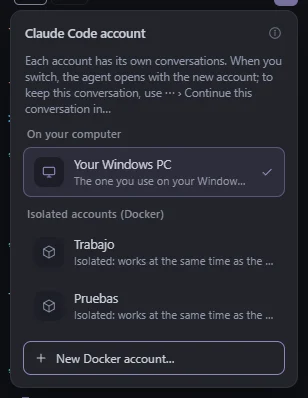 Claude Code account
Each account has its own conversations. When you
switch, the agent opens with the new account; to
keep this conversation, use ··· › Continue this
conversation in...
On your computer
Your Windows PC
The one you use on your Window...
Isolated accounts (Docker)
Trabajo
Isolated: works at the same time as the ...
Pruebas
Isolated: works at the same time as the ...
+ New Docker account...